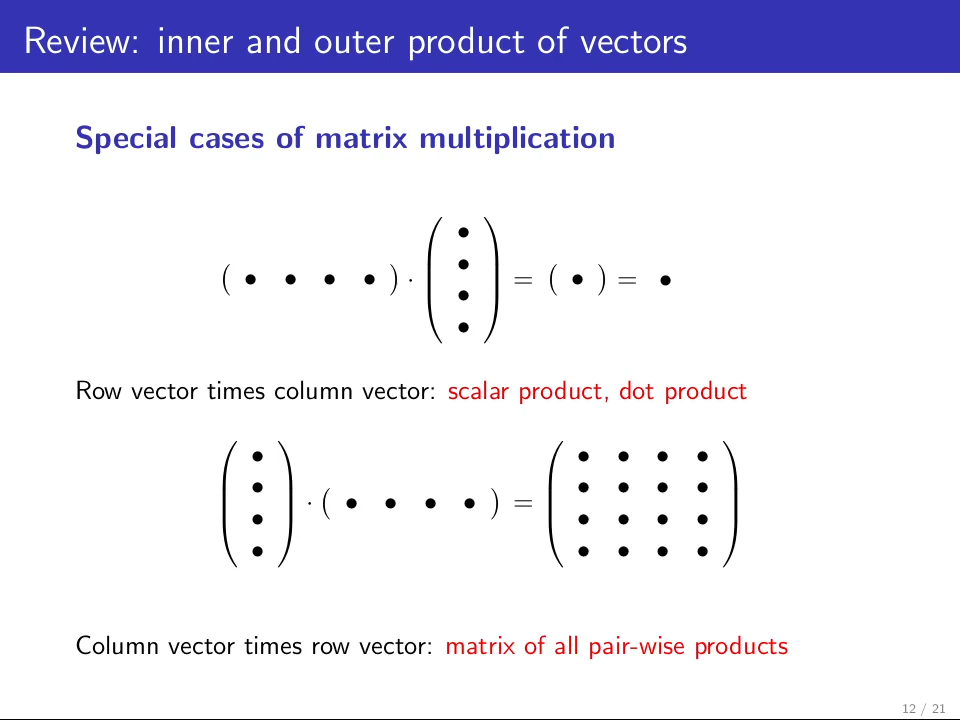 Review: inner and outer product of vectors
Special cases of matrix multiplication
( • • • • ) · ( • • • • ) = ( • ) = •
Row vector times column vector: scalar product, dot product
( • • • • ) · ( • • • • ) = ( • • • • • • • • • • • • • • • • )
Column vector times row vector: matrix of all pair-wise products
12 / 21